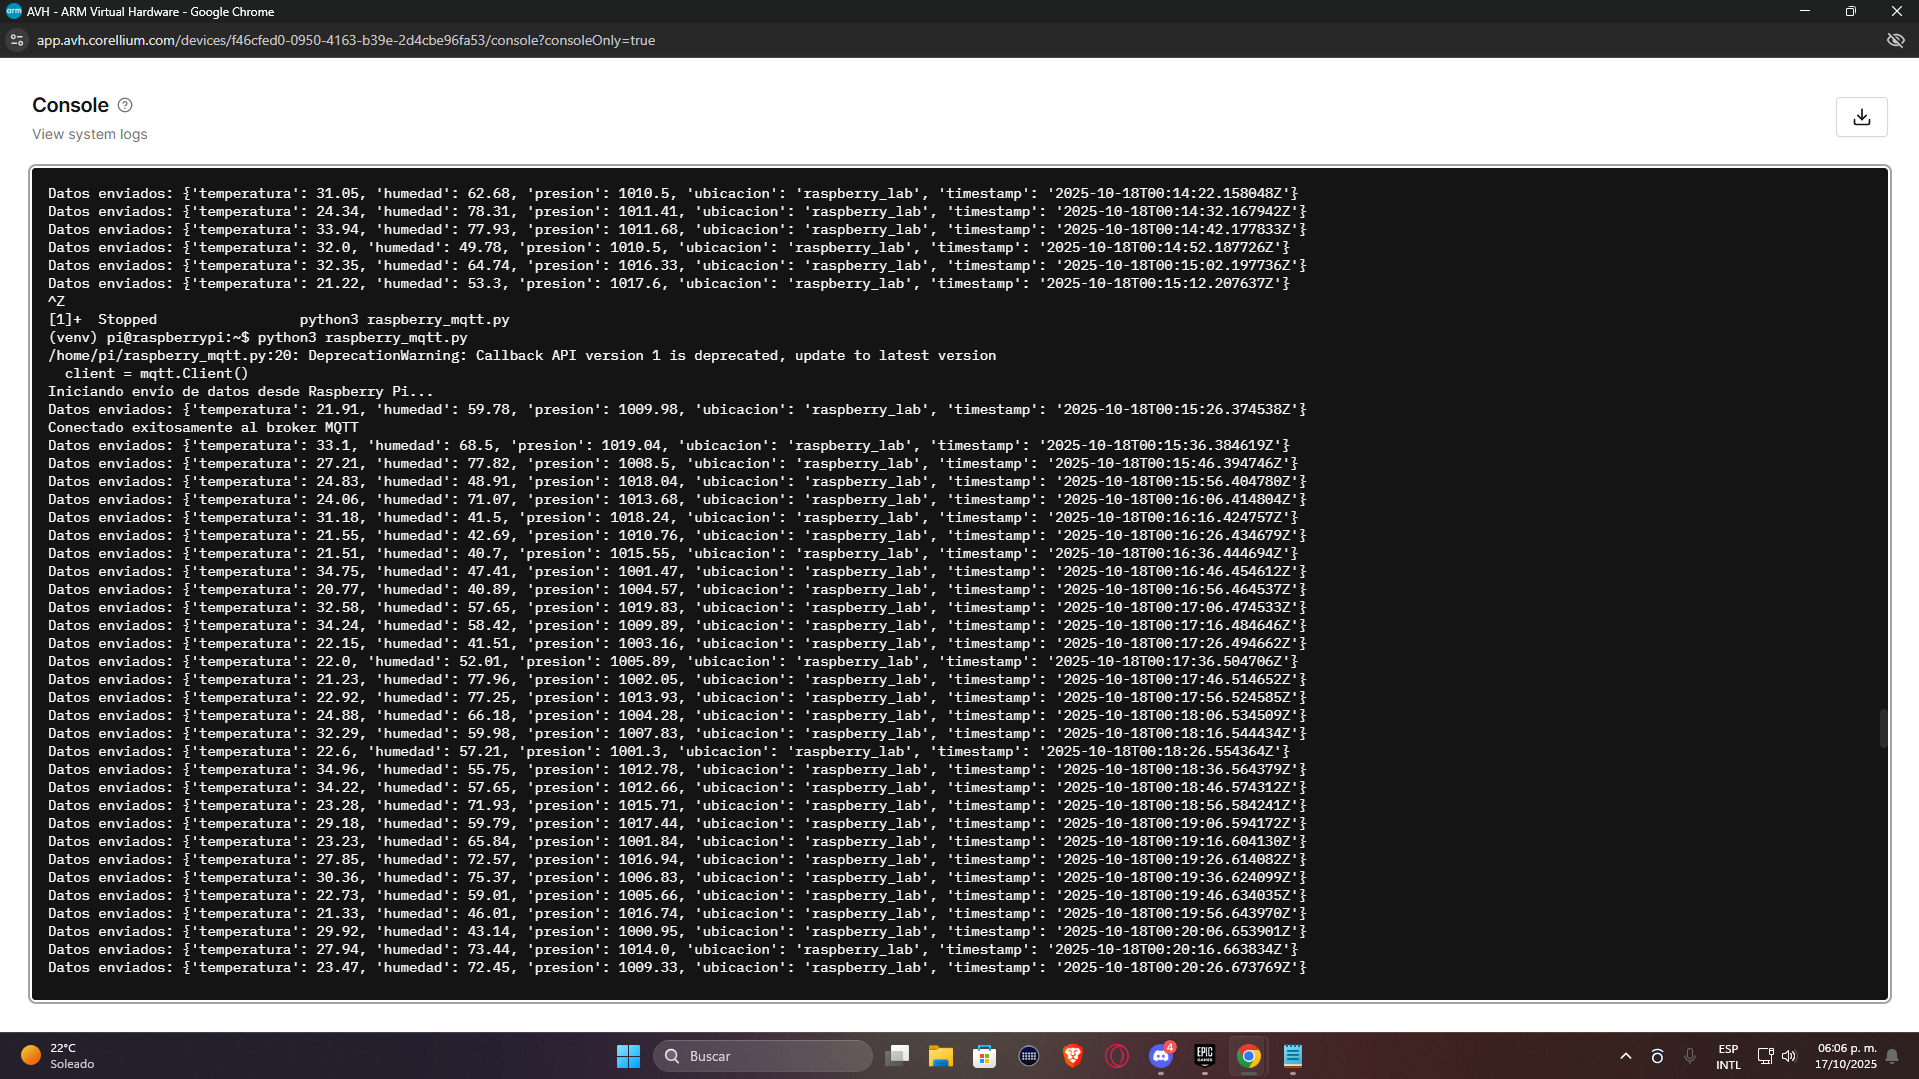 arm AVH - ARM Virtual Hardware - Google Chrome
app.avh.corellium.com/devices/f46cfed0-0950-4163-b39e-2d4cbe96fa53/console?consoleOnly=true
Console ?
View system logs
Datos enviados: {'temperatura': 31.05, 'humedad': 62.68, 'presion': 1010.5, 'ubicacion': 'raspberry_lab', 'timestamp': '2025-10-18T00:14:22.158048Z'}
Datos enviados: {'temperatura': 24.34, 'humedad': 78.31, 'presion': 1011.41, 'ubicacion': 'raspberry_lab', 'timestamp': '2025-10-18T00:14:32.167942Z'}
Datos enviados: {'temperatura': 33.94, 'humedad': 77.93, 'presion': 1011.68, 'ubicacion': 'raspberry_lab', 'timestamp': '2025-10-18T00:14:42.177833Z'}
Datos enviados: {'temperatura': 32.0, 'humedad': 49.78, 'presion': 1010.5, 'ubicacion': 'raspberry_lab', 'timestamp': '2025-10-18T00:14:52.187726Z'}
Datos enviados: {'temperatura': 32.35, 'humedad': 64.74, 'presion': 1016.33, 'ubicacion': 'raspberry_lab', 'timestamp': '2025-10-18T00:15:02.197736Z'}
Datos enviados: {'temperatura': 21.22, 'humedad': 53.3, 'presion': 1017.6, 'ubicacion': 'raspberry_lab', 'timestamp': '2025-10-18T00:15:12.207637Z'}
^Z
[1]+  Stopped                 python3 raspberry_mqtt.py
(venv) pi@raspberrypi:~$ python3 raspberry_mqtt.py
/home/pi/raspberry_mqtt.py:20: DeprecationWarning: Callback API version 1 is deprecated, update to latest version
  client = mqtt.Client()
Iniciando envío de datos desde Raspberry Pi...
Datos enviados: {'temperatura': 21.91, 'humedad': 59.78, 'presion': 1009.98, 'ubicacion': 'raspberry_lab', 'timestamp': '2025-10-18T00:15:26.374538Z'}
Conectado exitosamente al broker MQTT
Datos enviados: {'temperatura': 33.1, 'humedad': 68.5, 'presion': 1019.04, 'ubicacion': 'raspberry_lab', 'timestamp': '2025-10-18T00:15:36.384619Z'}
Datos enviados: {'temperatura': 27.21, 'humedad': 77.82, 'presion': 1008.5, 'ubicacion': 'raspberry_lab', 'timestamp': '2025-10-18T00:15:46.394746Z'}
Datos enviados: {'temperatura': 24.83, 'humedad': 48.91, 'presion': 1018.04, 'ubicacion': 'raspberry_lab', 'timestamp': '2025-10-18T00:15:56.404780Z'}
Datos enviados: {'temperatura': 24.06, 'humedad': 71.07, 'presion': 1013.68, 'ubicacion': 'raspberry_lab', 'timestamp': '2025-10-18T00:16:06.414804Z'}
Datos enviados: {'temperatura': 31.18, 'humedad': 41.5, 'presion': 1018.24, 'ubicacion': 'raspberry_lab', 'timestamp': '2025-10-18T00:16:16.424757Z'}
Datos enviados: {'temperatura': 21.55, 'humedad': 42.69, 'presion': 1010.76, 'ubicacion': 'raspberry_lab', 'timestamp': '2025-10-18T00:16:26.434679Z'}
Datos enviados: {'temperatura': 21.51, 'humedad': 40.7, 'presion': 1015.55, 'ubicacion': 'raspberry_lab', 'timestamp': '2025-10-18T00:16:36.444694Z'}
Datos enviados: {'temperatura': 34.75, 'humedad': 47.41, 'presion': 1001.47, 'ubicacion': 'raspberry_lab', 'timestamp': '2025-10-18T00:16:46.454612Z'}
Datos enviados: {'temperatura': 20.77, 'humedad': 40.89, 'presion': 1004.57, 'ubicacion': 'raspberry_lab', 'timestamp': '2025-10-18T00:16:56.464537Z'}
Datos enviados: {'temperatura': 32.58, 'humedad': 57.65, 'presion': 1019.83, 'ubicacion': 'raspberry_lab', 'timestamp': '2025-10-18T00:17:06.474533Z'}
Datos enviados: {'temperatura': 34.24, 'humedad': 58.42, 'presion': 1009.89, 'ubicacion': 'raspberry_lab', 'timestamp': '2025-10-18T00:17:16.484646Z'}
Datos enviados: {'temperatura': 22.15, 'humedad': 41.51, 'presion': 1003.16, 'ubicacion': 'raspberry_lab', 'timestamp': '2025-10-18T00:17:26.494662Z'}
Datos enviados: {'temperatura': 22.0, 'humedad': 52.01, 'presion': 1005.89, 'ubicacion': 'raspberry_lab', 'timestamp': '2025-10-18T00:17:36.504706Z'}
Datos enviados: {'temperatura': 21.23, 'humedad': 77.96, 'presion': 1002.05, 'ubicacion': 'raspberry_lab', 'timestamp': '2025-10-18T00:17:46.514652Z'}
Datos enviados: {'temperatura': 22.92, 'humedad': 77.25, 'presion': 1013.93, 'ubicacion': 'raspberry_lab', 'timestamp': '2025-10-18T00:17:56.524585Z'}
Datos enviados: {'temperatura': 24.88, 'humedad': 66.18, 'presion': 1004.28, 'ubicacion': 'raspberry_lab', 'timestamp': '2025-10-18T00:18:06.534509Z'}
Datos enviados: {'temperatura': 32.29, 'humedad': 59.98, 'presion': 1007.83, 'ubicacion': 'raspberry_lab', 'timestamp': '2025-10-18T00:18:16.544434Z'}
Datos enviados: {'temperatura': 22.6, 'humedad': 57.21, 'presion': 1001.3, 'ubicacion': 'raspberry_lab', 'timestamp': '2025-10-18T00:18:26.554364Z'}
Datos enviados: {'temperatura': 34.96, 'humedad': 55.75, 'presion': 1012.78, 'ubicacion': 'raspberry_lab', 'timestamp': '2025-10-18T00:18:36.564379Z'}
Datos enviados: {'temperatura': 34.22, 'humedad': 57.65, 'presion': 1012.66, 'ubicacion': 'raspberry_lab', 'timestamp': '2025-10-18T00:18:46.574312Z'}
Datos enviados: {'temperatura': 23.28, 'humedad': 71.93, 'presion': 1015.71, 'ubicacion': 'raspberry_lab', 'timestamp': '2025-10-18T00:18:56.584241Z'}
Datos enviados: {'temperatura': 29.18, 'humedad': 59.79, 'presion': 1017.44, 'ubicacion': 'raspberry_lab', 'timestamp': '2025-10-18T00:19:06.594172Z'}
Datos enviados: {'temperatura': 23.23, 'humedad': 65.84, 'presion': 1001.84, 'ubicacion': 'raspberry_lab', 'timestamp': '2025-10-18T00:19:16.604130Z'}
Datos enviados: {'temperatura': 27.85, 'humedad': 72.57, 'presion': 1016.94, 'ubicacion': 'raspberry_lab', 'timestamp': '2025-10-18T00:19:26.614082Z'}
Datos enviados: {'temperatura': 30.36, 'humedad': 75.37, 'presion': 1006.83, 'ubicacion': 'raspberry_lab', 'timestamp': '2025-10-18T00:19:36.624099Z'}
Datos enviados: {'temperatura': 22.73, 'humedad': 59.01, 'presion': 1005.66, 'ubicacion': 'raspberry_lab', 'timestamp': '2025-10-18T00:19:46.634035Z'}
Datos enviados: {'temperatura': 21.33, 'humedad': 46.01, 'presion': 1016.74, 'ubicacion': 'raspberry_lab', 'timestamp': '2025-10-18T00:19:56.643970Z'}
Datos enviados: {'temperatura': 29.92, 'humedad': 43.14, 'presion': 1000.95, 'ubicacion': 'raspberry_lab', 'timestamp': '2025-10-18T00:20:06.653901Z'}
Datos enviados: {'temperatura': 27.94, 'humedad': 73.44, 'presion': 1014.0, 'ubicacion': 'raspberry_lab', 'timestamp': '2025-10-18T00:20:16.663834Z'}
Datos enviados: {'temperatura': 23.47, 'humedad': 72.45, 'presion': 1009.33, 'ubicacion': 'raspberry_lab', 'timestamp': '2025-10-18T00:20:26.673769Z'}
22°C
Soleado
Buscar
4
EPIC GAMES
ESP
INTL
06:06 p. m.
17/10/2025